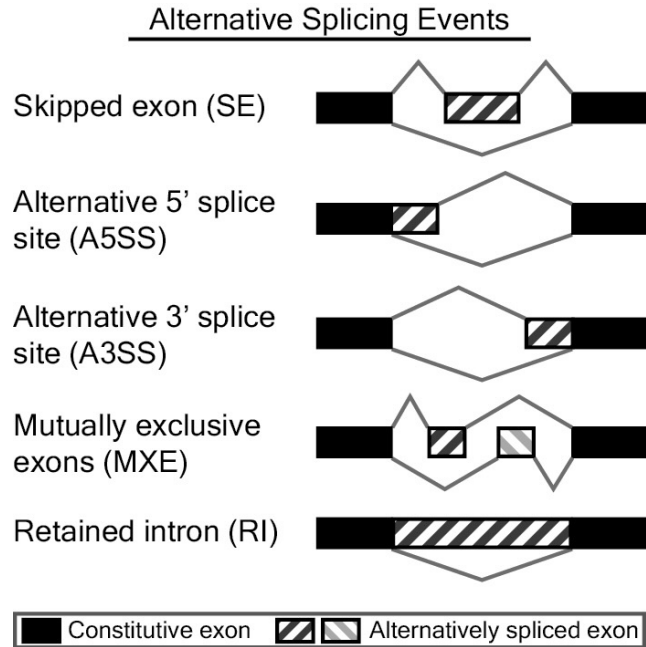 Alternative Splicing Events
Skipped exon (SE)
Alternative 5' splice
site (A5SS)
Alternative 3' splice
site (A3SS)
Mutually exclusive
exons (MXE)
Retained intron (RI)
Constitutive exon Alternatively spliced exon